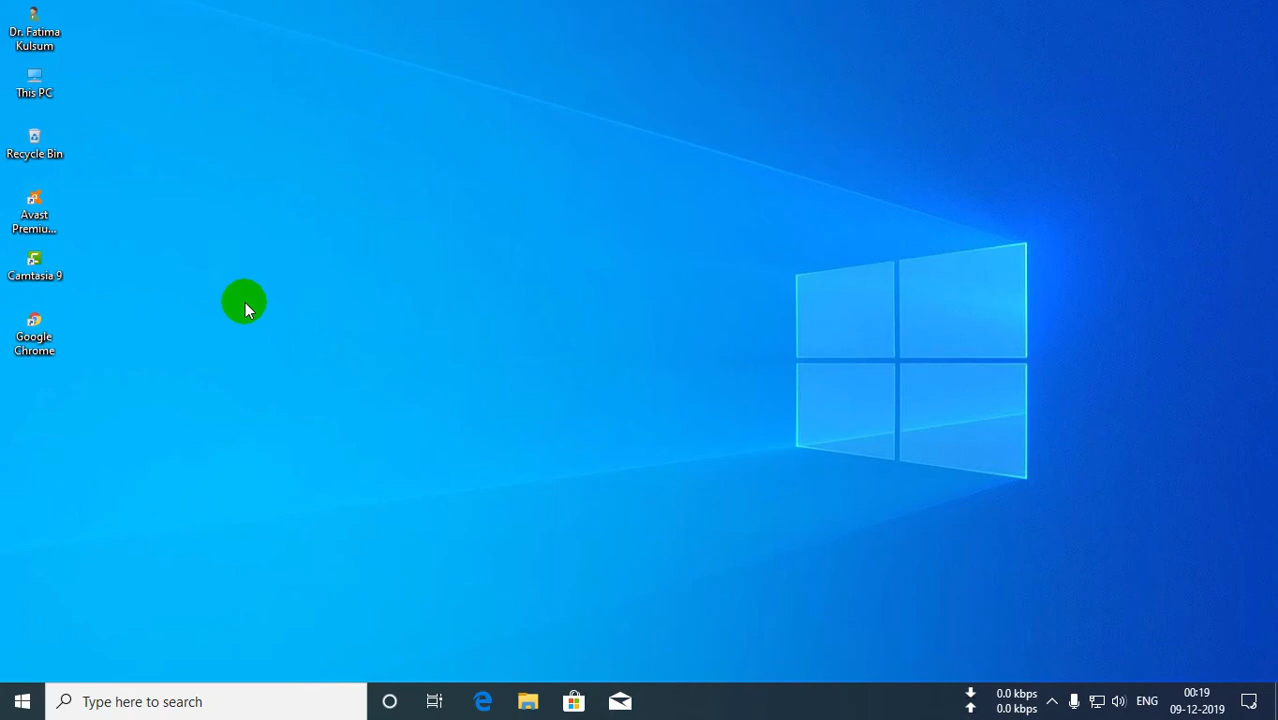 Dr. Fatima
Kulsum
This PC
Recycle Bin
Avast
Premiu...
Camtasia 9
Google
Chrome
Type here to search
0.0 kbps
0.0 kbps
ENG
00:19
09-12-2019